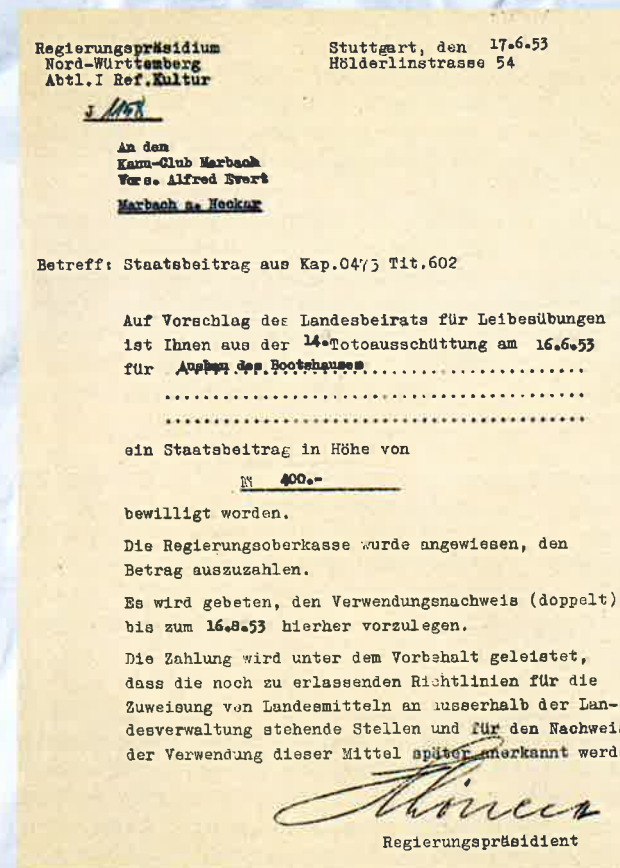 Regierungspräsidium
Nord-Württemberg
Abtl.I Ref.Kultur
Stuttgart, den 17.6.53
Hölderlinstrasse 54
J 1158
An den
Kanu-Club Marbach
Vors. Alfred Evert
Marbach a. Neckar
Betreff: Staatsbeitrag aus Kap.0475 Tit.602
Auf Vorschlag des Landesbeirats für Leibesübungen
ist Ihnen aus der 14.Totoausschüttung am 16.6.53
für Ausbau des Bootshauses......................
................................................
................................................
ein Staatsbeitrag in Höhe von
DM 400.-
bewilligt worden.
Die Regierungsoberkasse wurde angewiesen, den
Betrag auszuzahlen.
Es wird gebeten, den Verwendungsnachweis (doppelt)
bis zum 16.8.53 hierher vorzulegen.
Die Zahlung wird unter dem Vorbehalt geleistet,
dass die noch zu erlassenden Richtlinien für die
Zuweisung von Landesmitteln an ausserhalb der Lan-
desverwaltung stehende Stellen und für den Nachweis
der Verwendung dieser Mittel später anerkannt werd
Regierungspräsident